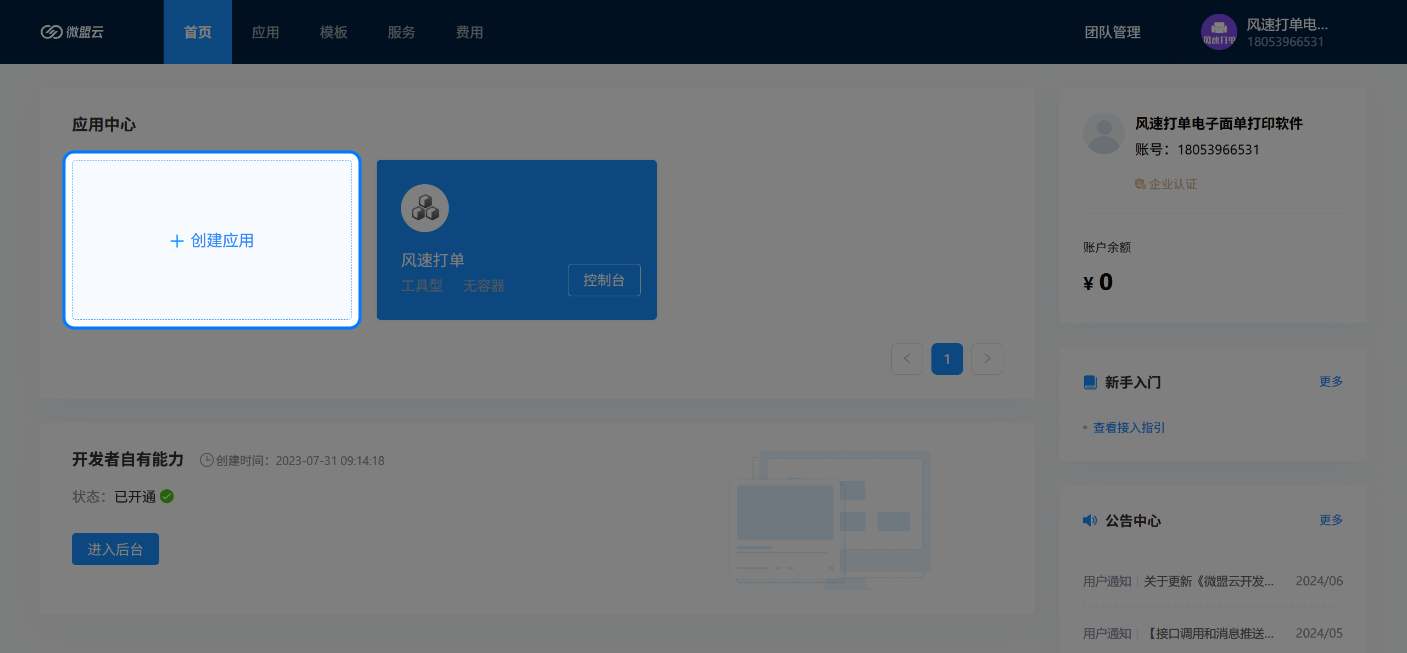 微盟云
首页
应用
模板
服务
费用
团队管理
风速打单
风速打单电...
18053966531
应用中心
+ 创建应用
风速打单
工具型 无容器
控制台
< 1 >
开发者自有能力 创建时间：2023-07-31 09:14:18
状态：已开通
进入后台
风速打单电子面单打印软件
账号：18053966531
企业认证
账户余额
¥ 0
新手入门 更多
查看接入指引
公告中心 更多
用户通知 关于更新《微盟云开发... 2024/06
用户通知 【接口调用和消息推送... 2024/05